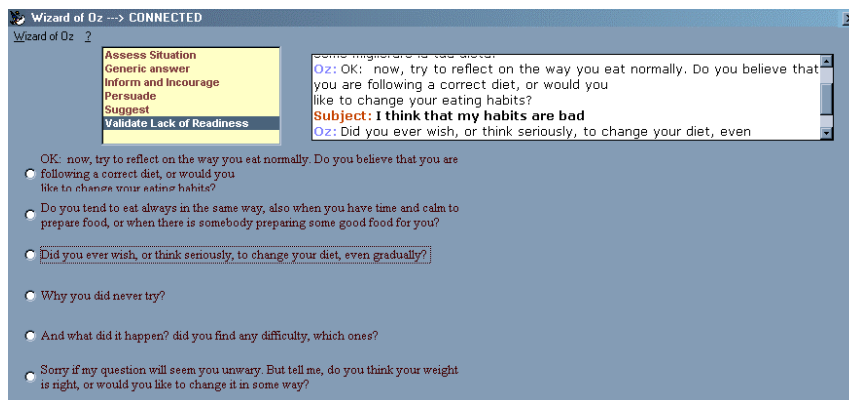 Wizard of Oz ---> CONNECTED
Wizard of Oz ?
Assess Situation
Generic answer
Inform and Incourage
Persuade
Suggest
Validate Lack of Readiness
come migliorare la tua dieta?
Oz: OK: now, try to reflect on the way you eat normally. Do you believe that
you are following a correct diet, or would you
like to change your eating habits?
Subject: I think that my habits are bad
Oz: Did you ever wish, or think seriously, to change your diet, even
OK: now, try to reflect on the way you eat normally. Do you believe that you are
following a correct diet, or would you
like to change your eating habits?
Do you tend to eat always in the same way, also when you have time and calm to
prepare food, or when there is somebody preparing some good food for you?
Did you ever wish, or think seriously, to change your diet, even gradually?
Why you did never try?
And what did it happen? did you find any difficulty, which ones?
Sorry if my question will seem you unwary. But tell me, do you think your weight
is right, or would you like to change it in some way?